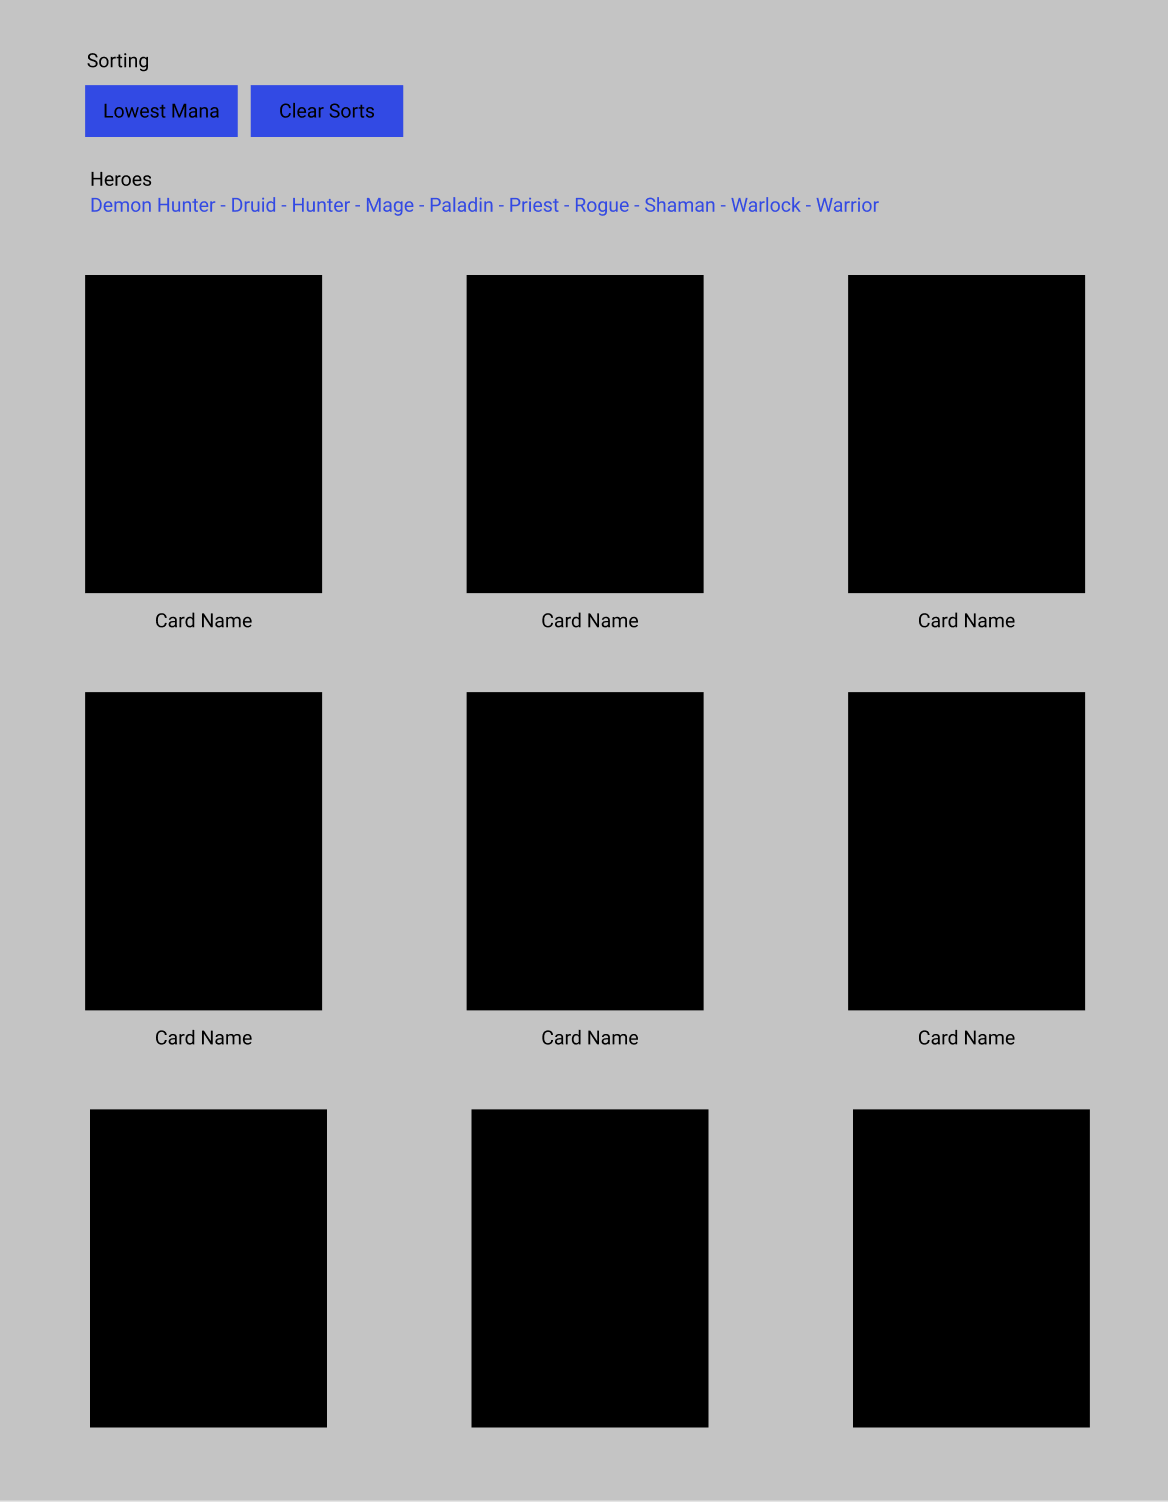 Sorting
Lowest Mana Clear Sorts
Heroes
Demon Hunter - Druid - Hunter - Mage - Paladin - Priest - Rogue - Shaman - Warlock - Warrior
Card Name Card Name Card Name
Card Name Card Name Card Name